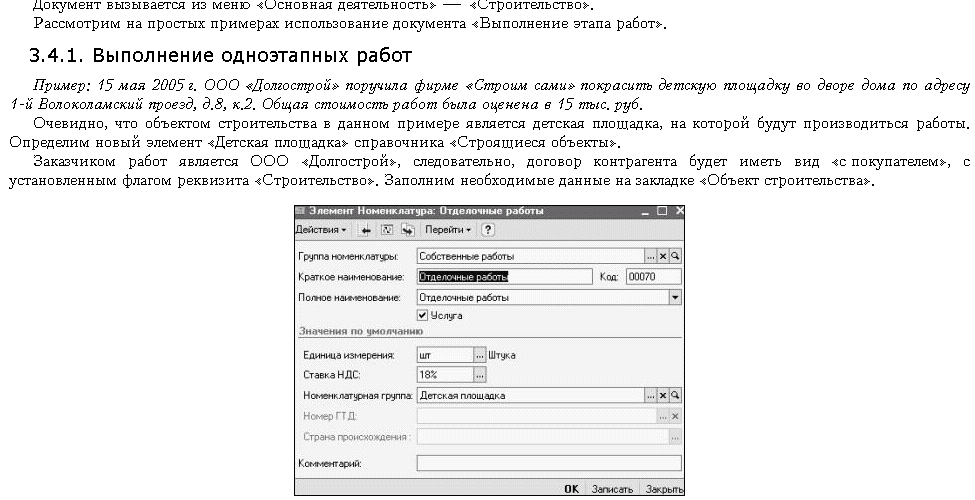 Документ вызывается из меню «Основная деятельность» — «Строительство».
Рассмотрим на простых примерах использование документа «Выполнение этапа работ».
3.4.1. Выполнение одноэтапных работ
Пример: 15 мая 2005 г. ООО «Долгострой» поручила фирме «Строим сами» покрасить детскую площадку во дворе дома по адресу
1-й Волоколамский проезд, д.8, к.2. Общая стоимость работ была оценена в 15 тыс. руб.
Очевидно, что объектом строительства в данном примере является детская площадка, на которой будут производиться работы.
Определим новый элемент «Детская площадка» справочника «Строящиеся объекты».
Заказчиком работ является ООО «Долгострой», следовательно, договор контрагента будет иметь вид «с покупателем», с
установленным флагом реквизита «Строительство». Заполним необходимые данные на закладке «Объект строительства».
Элемент Номенклатура: Отделочные работы
Действия Перейти ?
Группа номенклатуры: Собственные работы ... x
Краткое наименование: Отделочные работы Код: 00070
Полное наименование: Отделочные работы
Услуга
Значения по умолчанию
Единица измерения: шт ... Штука
Ставка НДС: 18% ...
Номенклатурная группа: Детская площадка ... x
Номер ГТД: ... x
Страна происхождения : ...
Комментарий:
OK Записать Закрыть